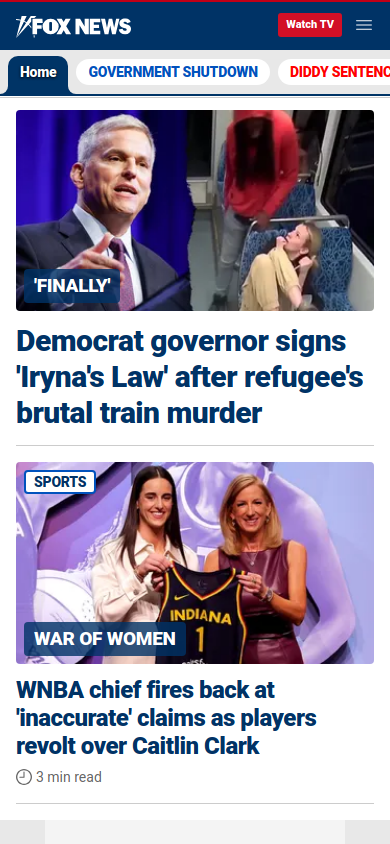 FOX NEWS
Watch TV
Home
GOVERNMENT SHUTDOWN
DIDDY SENTENC
'FINALLY'
Democrat governor signs
'Iryna's Law' after refugee's
brutal train murder
SPORTS
INDIANA
1
WAR OF WOMEN
WNBA chief fires back at
'inaccurate' claims as players
revolt over Caitlin Clark
3 min read